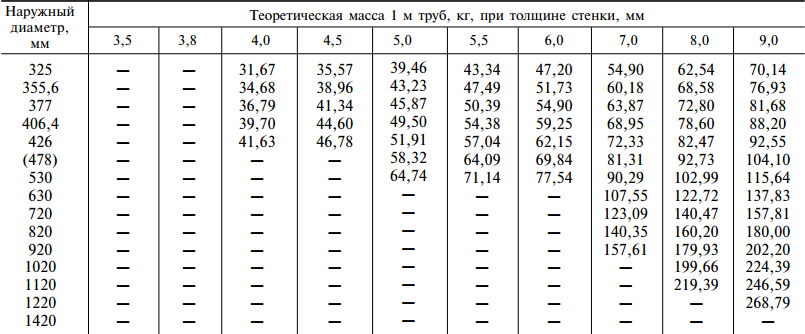 Наружный диаметр, мм Теоретическая масса 1 м труб, кг, при толщине стенки, мм
3,5 3,8 4,0 4,5 5,0 5,5 6,0 7,0 8,0 9,0
325 — — 31,67 35,57 39,46 43,34 47,20 54,90 62,54 70,14
355,6 — — 34,68 38,96 43,23 47,49 51,73 60,18 68,58 76,93
377 — — 36,79 41,34 45,87 50,39 54,90 63,87 72,80 81,68
406,4 — — 39,70 44,60 49,50 54,38 59,25 68,95 78,60 88,20
426 — — 41,63 46,78 51,91 57,04 62,15 72,33 82,47 92,55
(478) — — — — 58,32 64,09 69,84 81,31 92,73 104,10
530 — — — — 64,74 71,14 77,54 90,29 102,99 115,64
630 — — — — — — — 107,55 122,72 137,83
720 — — — — — — — 123,09 140,47 157,81
820 — — — — — — — 140,35 160,20 180,00
920 — — — — — — — 157,61 179,93 202,20
1020 — — — — — — — — 199,66 224,39
1120 — — — — — — — — 219,39 246,59
1220 — — — — — — — — — 268,79
1420 — — — — — — — — — —